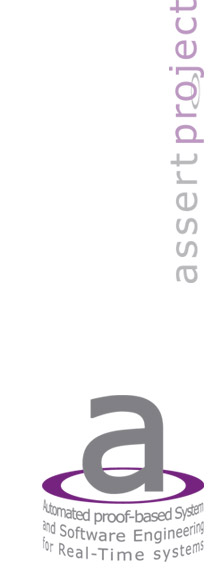 assertproject
a
Automated proof-based System
and Software Engineering
for Real-Time systems